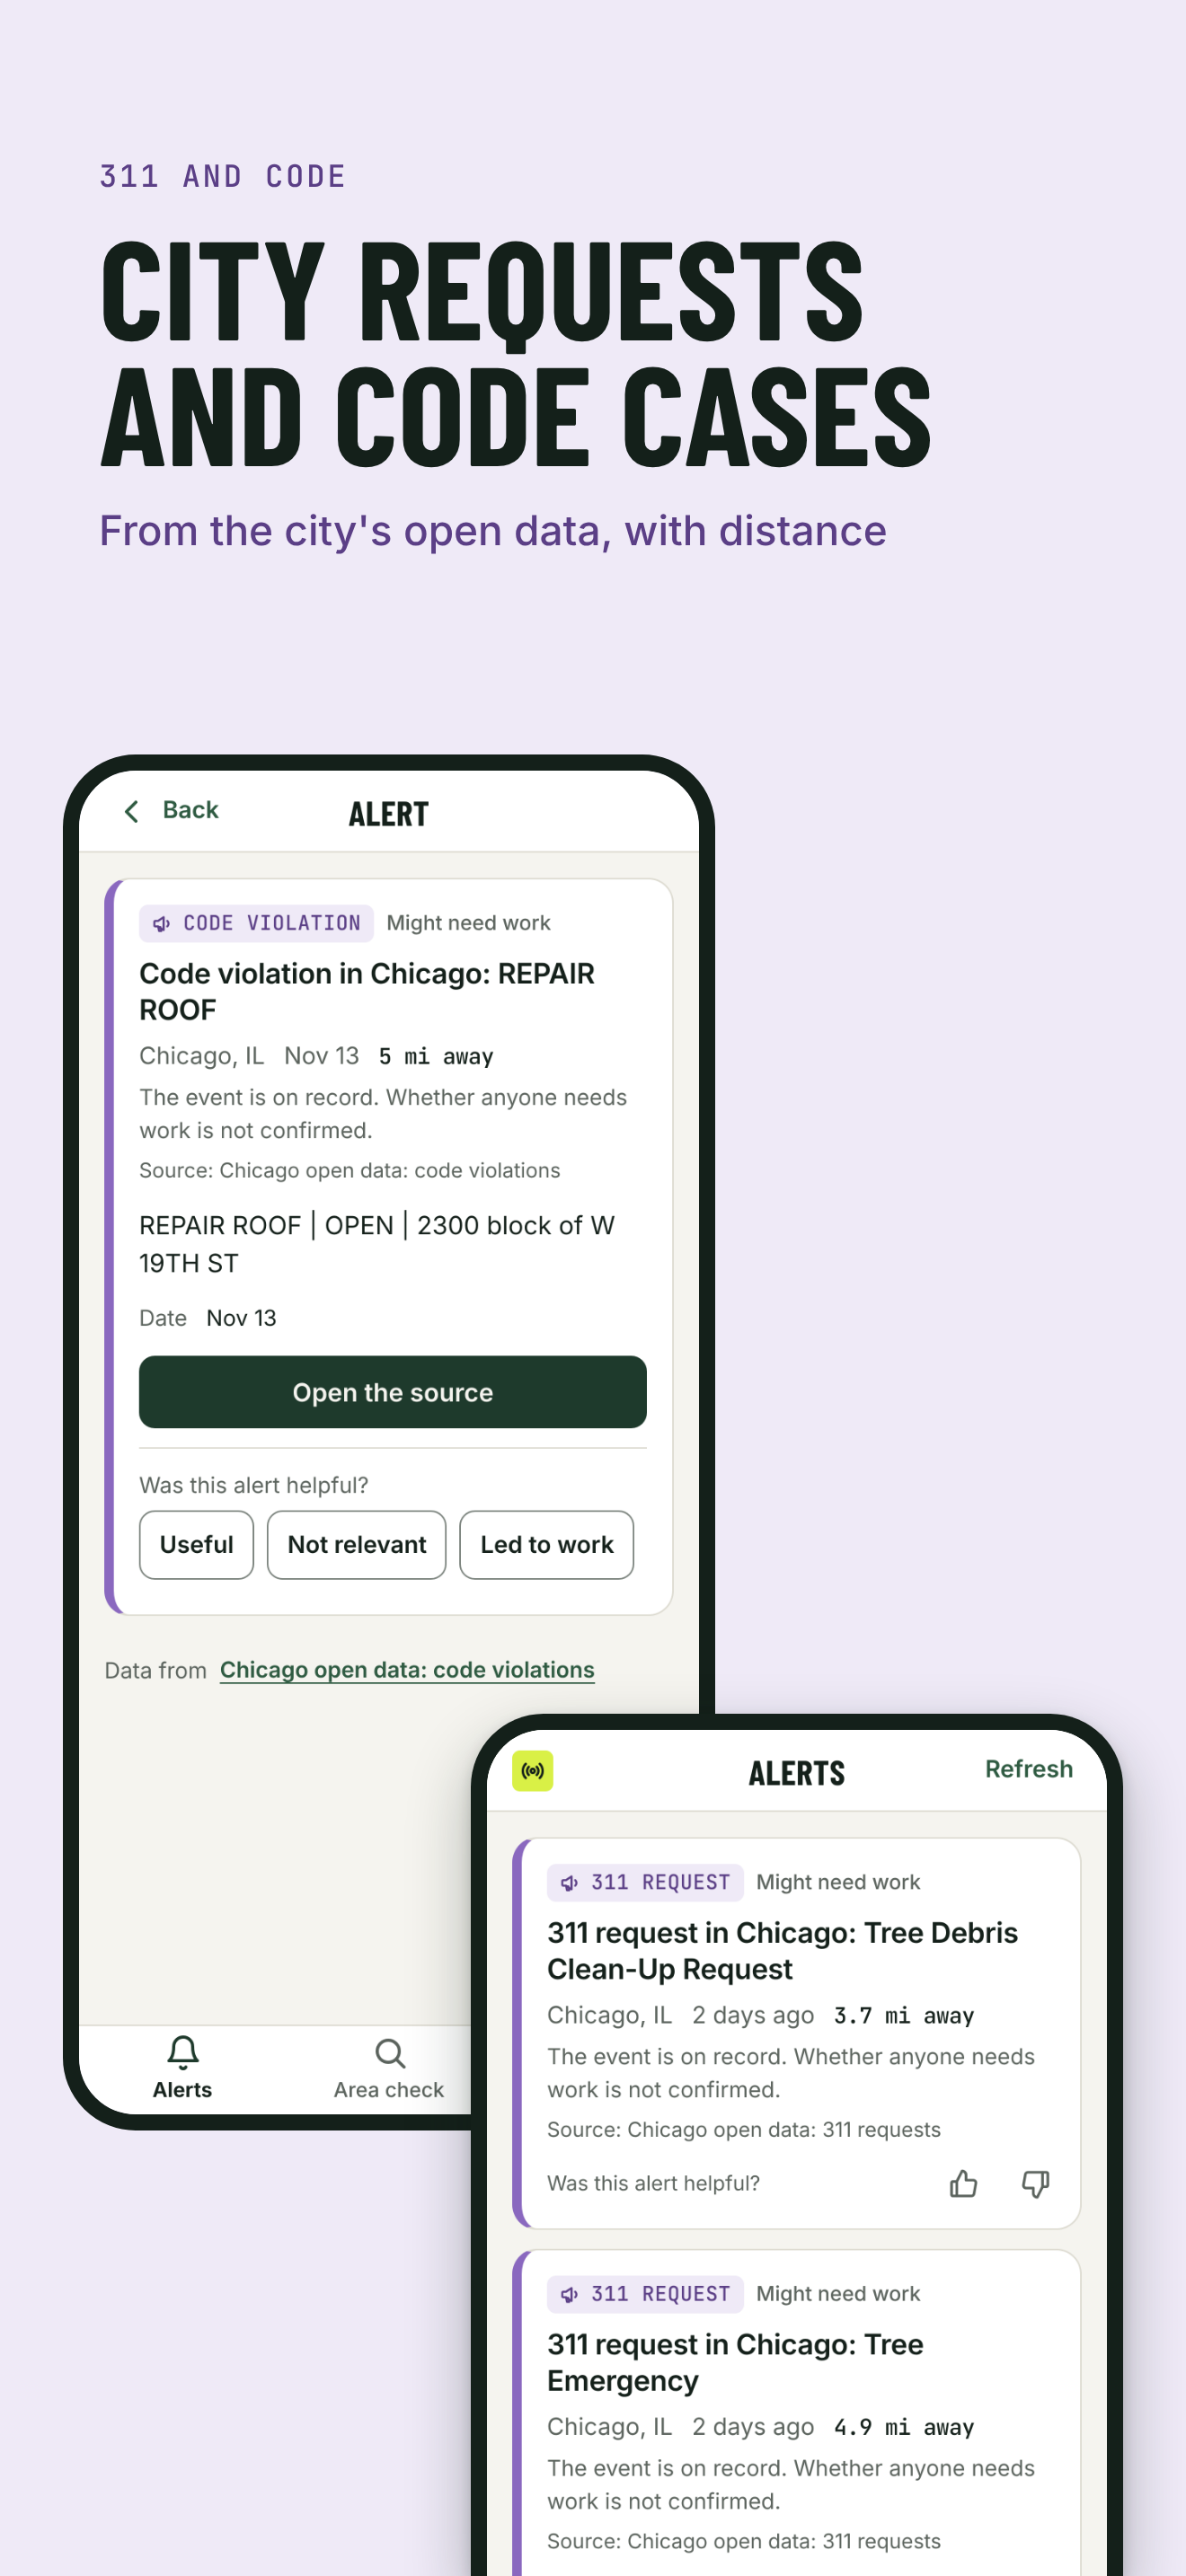 311 AND CODE
CITY REQUESTS
AND CODE CASES
From the city's open data, with distance
Back
ALERT
CODE VIOLATION Might need work
Code violation in Chicago: REPAIR
ROOF
Chicago, IL Nov 13 5 mi away
The event is on record. Whether anyone needs
work is not confirmed.
Source: Chicago open data: code violations
REPAIR ROOF | OPEN | 2300 block of W
19TH ST
Date Nov 13
Open the source
Was this alert helpful?
Useful Not relevant Led to work
Data from Chicago open data: code violations
Alerts Area check
ALERTS Refresh
311 REQUEST Might need work
311 request in Chicago: Tree Debris
Clean-Up Request
Chicago, IL 2 days ago 3.7 mi away
The event is on record. Whether anyone needs
work is not confirmed.
Source: Chicago open data: 311 requests
Was this alert helpful?
311 REQUEST Might need work
311 request in Chicago: Tree
Emergency
Chicago, IL 2 days ago 4.9 mi away
The event is on record. Whether anyone needs
work is not confirmed.
Source: Chicago open data: 311 requests